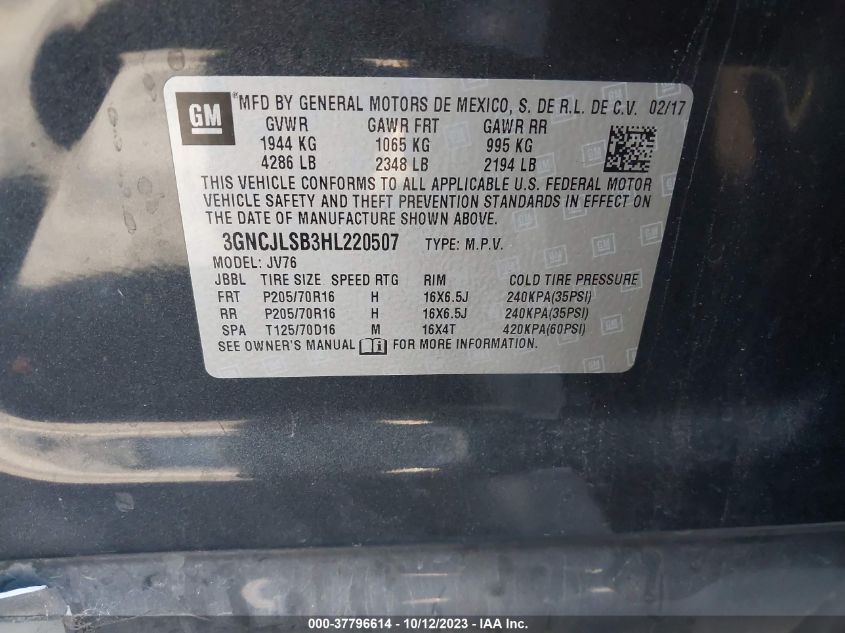 GM *MFD BY GENERAL MOTORS DE MEXICO, S. DE R.L. DE C.V. 02/17
GVWR GAWR FRT GAWR RR
1944 KG 1065 KG 995 KG
4286 LB 2348 LB 2194 LB
THIS VEHICLE CONFORMS TO ALL APPLICABLE U.S. FEDERAL MOTOR
VEHICLE SAFETY AND THEFT PREVENTION STANDARDS IN EFFECT ON
THE DATE OF MANUFACTURE SHOWN ABOVE.
3GNCJLSB3HL220507 TYPE: M.P.V.
MODEL: JV76
JBBL TIRE SIZE SPEED RTG RIM COLD TIRE PRESSURE
FRT P205/70R16 H 16X6.5J 240KPA(35PSI)
RR P205/70R16 H 16X6.5J 240KPA(35PSI)
SPA T125/70D16 M 16X4T 420KPA(60PSI)
SEE OWNER'S MANUAL FOR MORE INFORMATION.
000-37796614 - 10/12/2023 - IAA Inc.